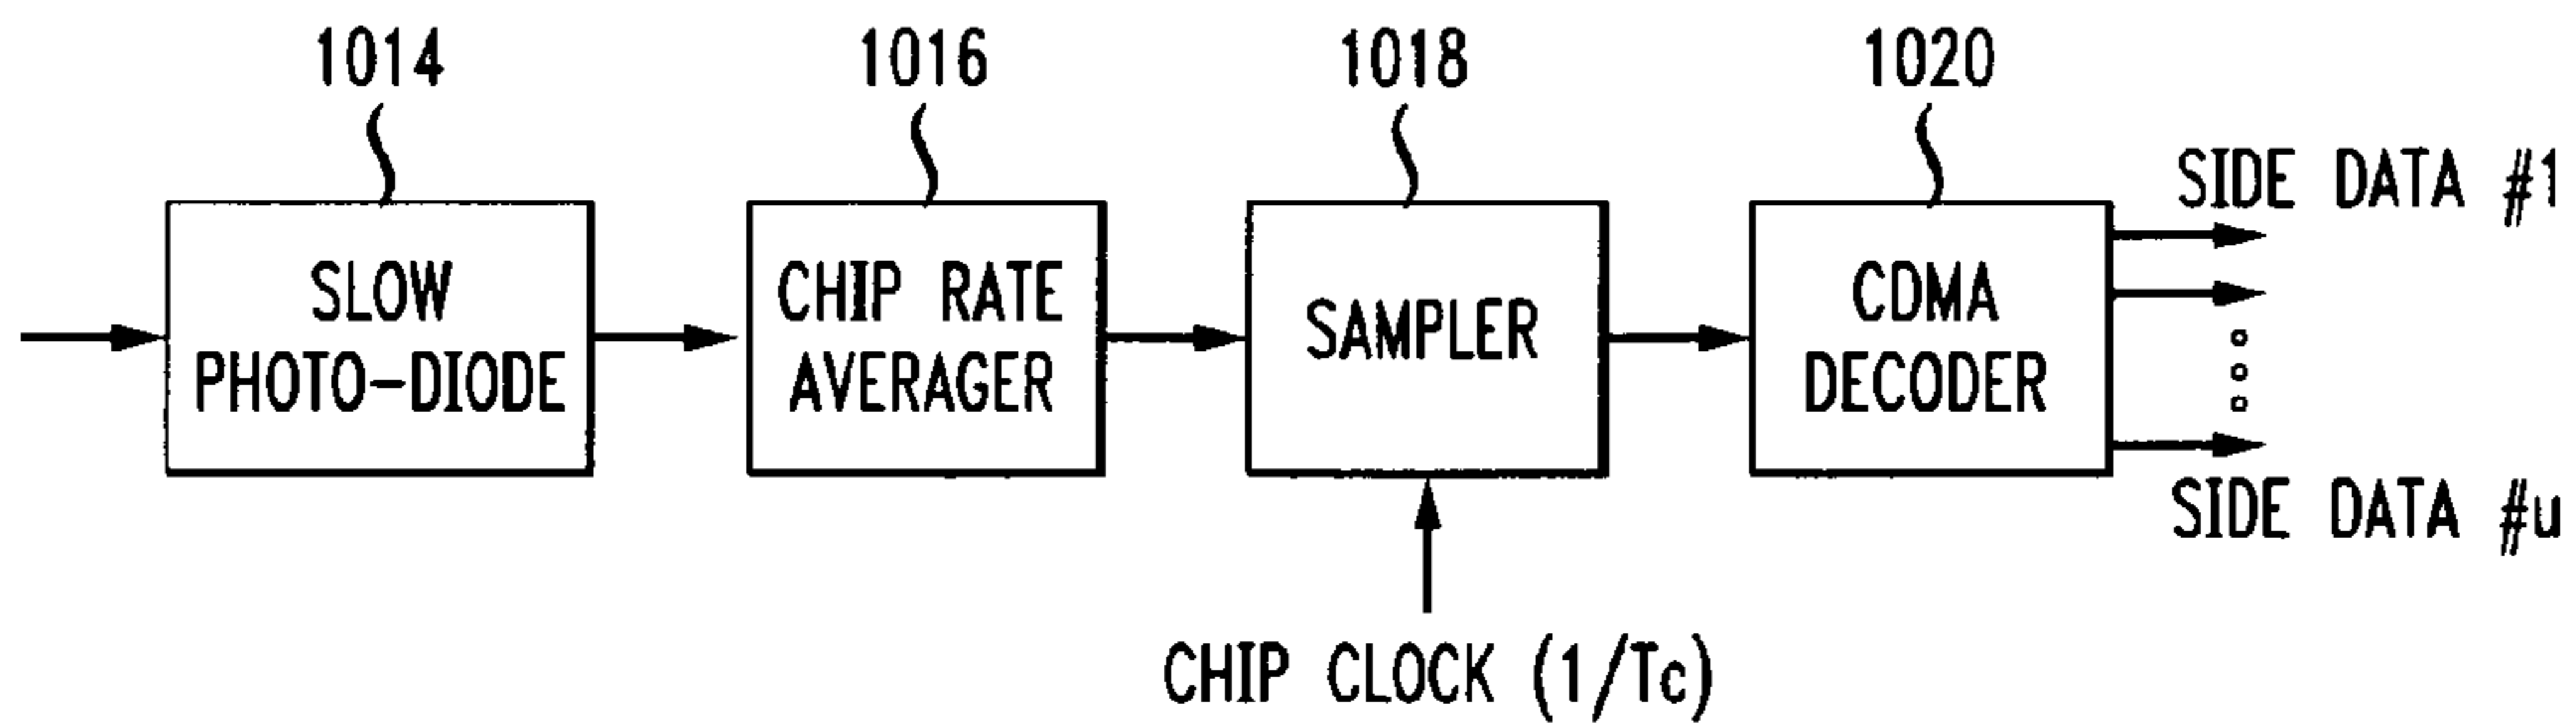 1014
1016
1018
1020
SLOW
PHOTO-DIODE
CHIP RATE
AVERAGER
SAMPLER
CDMA
DECODER
SIDE DATA #1
SIDE DATA #u
CHIP CLOCK (1/Tc)